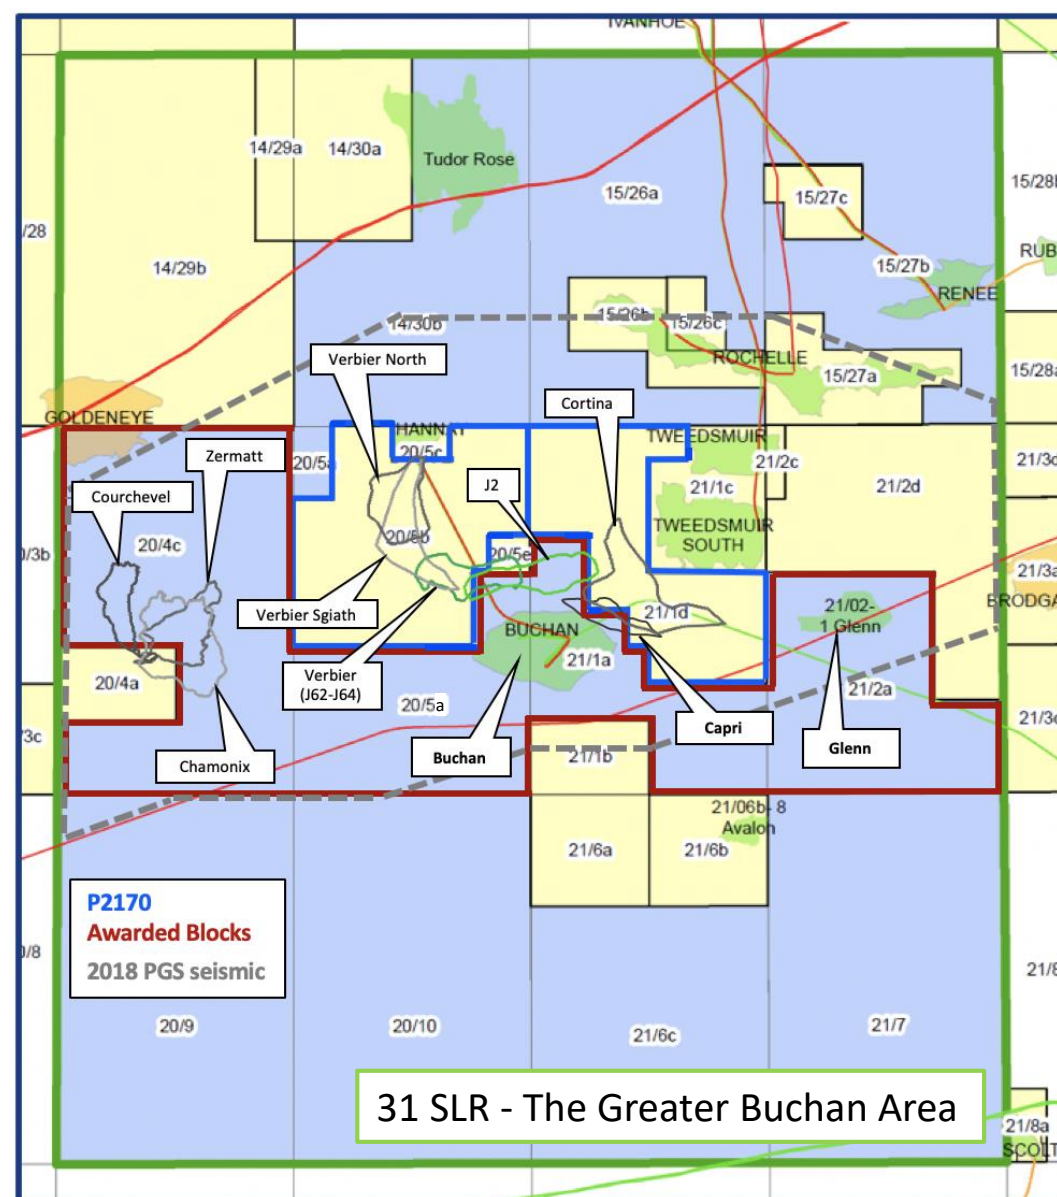 IVANHOE
14/29a
14/30a
Tudor Rose
15/26a
15/27c
15/28b
/28
14/29b
15/27b
RUB
RENEE
14/30b
15/26b
15/26c
Verbier North
ROCHELLE
15/27a
15/28a
GOLDENEYE
Cortina
HANNAY
TWEEDSMUIR
Zermatt
20/5a
20/5c
21/2c
21/3c
Courchevel
J2
21/1c
21/2d
TWEEDSMUIR
SOUTH
20/4c
20/5b
20/5e
0/3b
21/3a
BRODGA
Verbier Sgiath
21/1d
21/02-
1 Glenn
BUCHAN
21/1a
20/4a
Verbier
(J62-J64)
20/5a
21/2a
/3c
21/3c
Capri
Chamonix
Buchan
Glenn
21/1b
21/06b- 8
Avalon
21/6a
21/6b
P2170
Awarded Blocks
2018 PGS seismic
0/8
21/8
20/9
20/10
21/6c
21/7
31 SLR - The Greater Buchan Area
21/8a
SCOLT